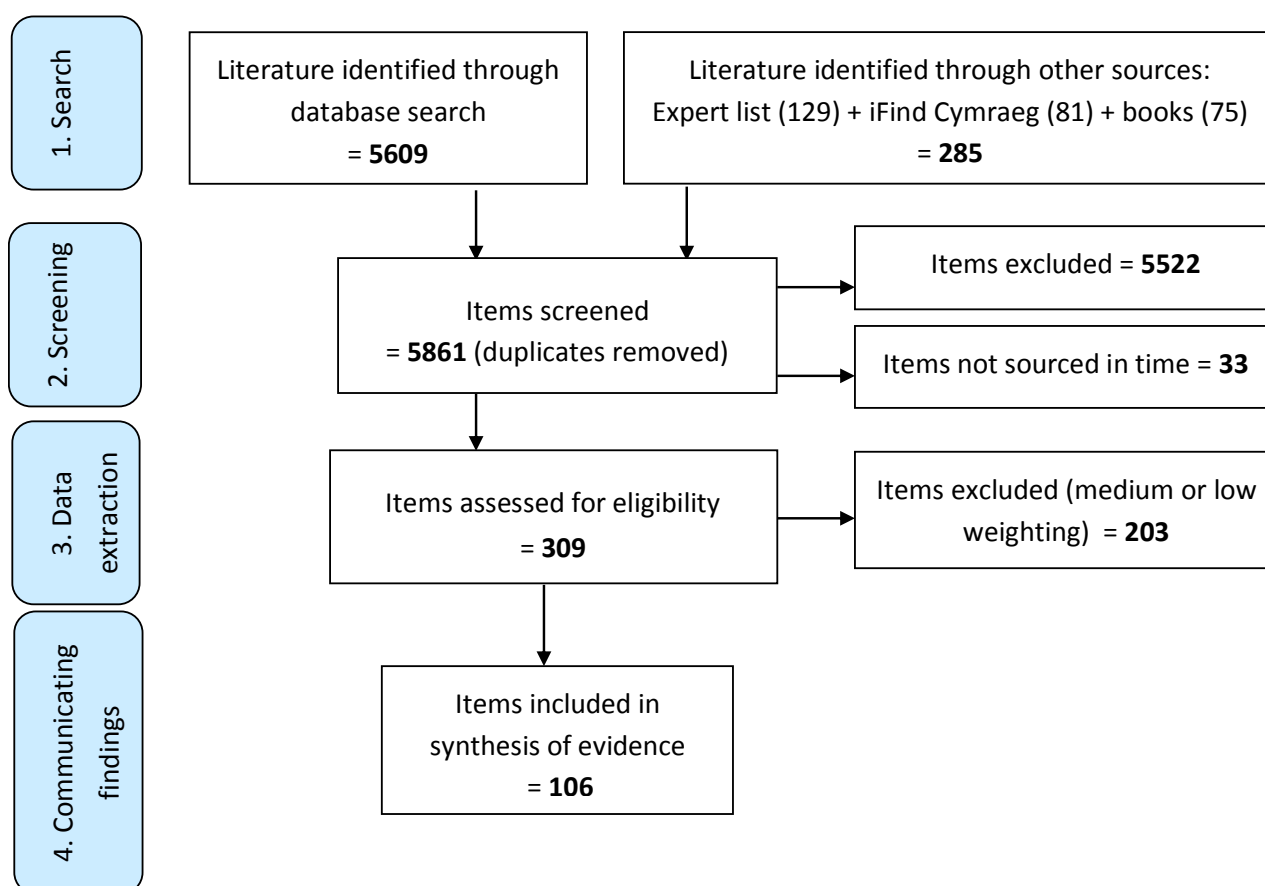 1. Search
Literature identified through
database search
= 5609
Literature identified through other sources:
Expert list (129) + iFind Cymraeg (81) + books (75)
= 285
2. Screening
Items screened
= 5861 (duplicates removed)
Items excluded = 5522
Items not sourced in time = 33
3. Data
extraction
Items assessed for eligibility
= 309
Items excluded (medium or low
weighting) = 203
4. Communicating
findings
Items included in
synthesis of evidence
= 106